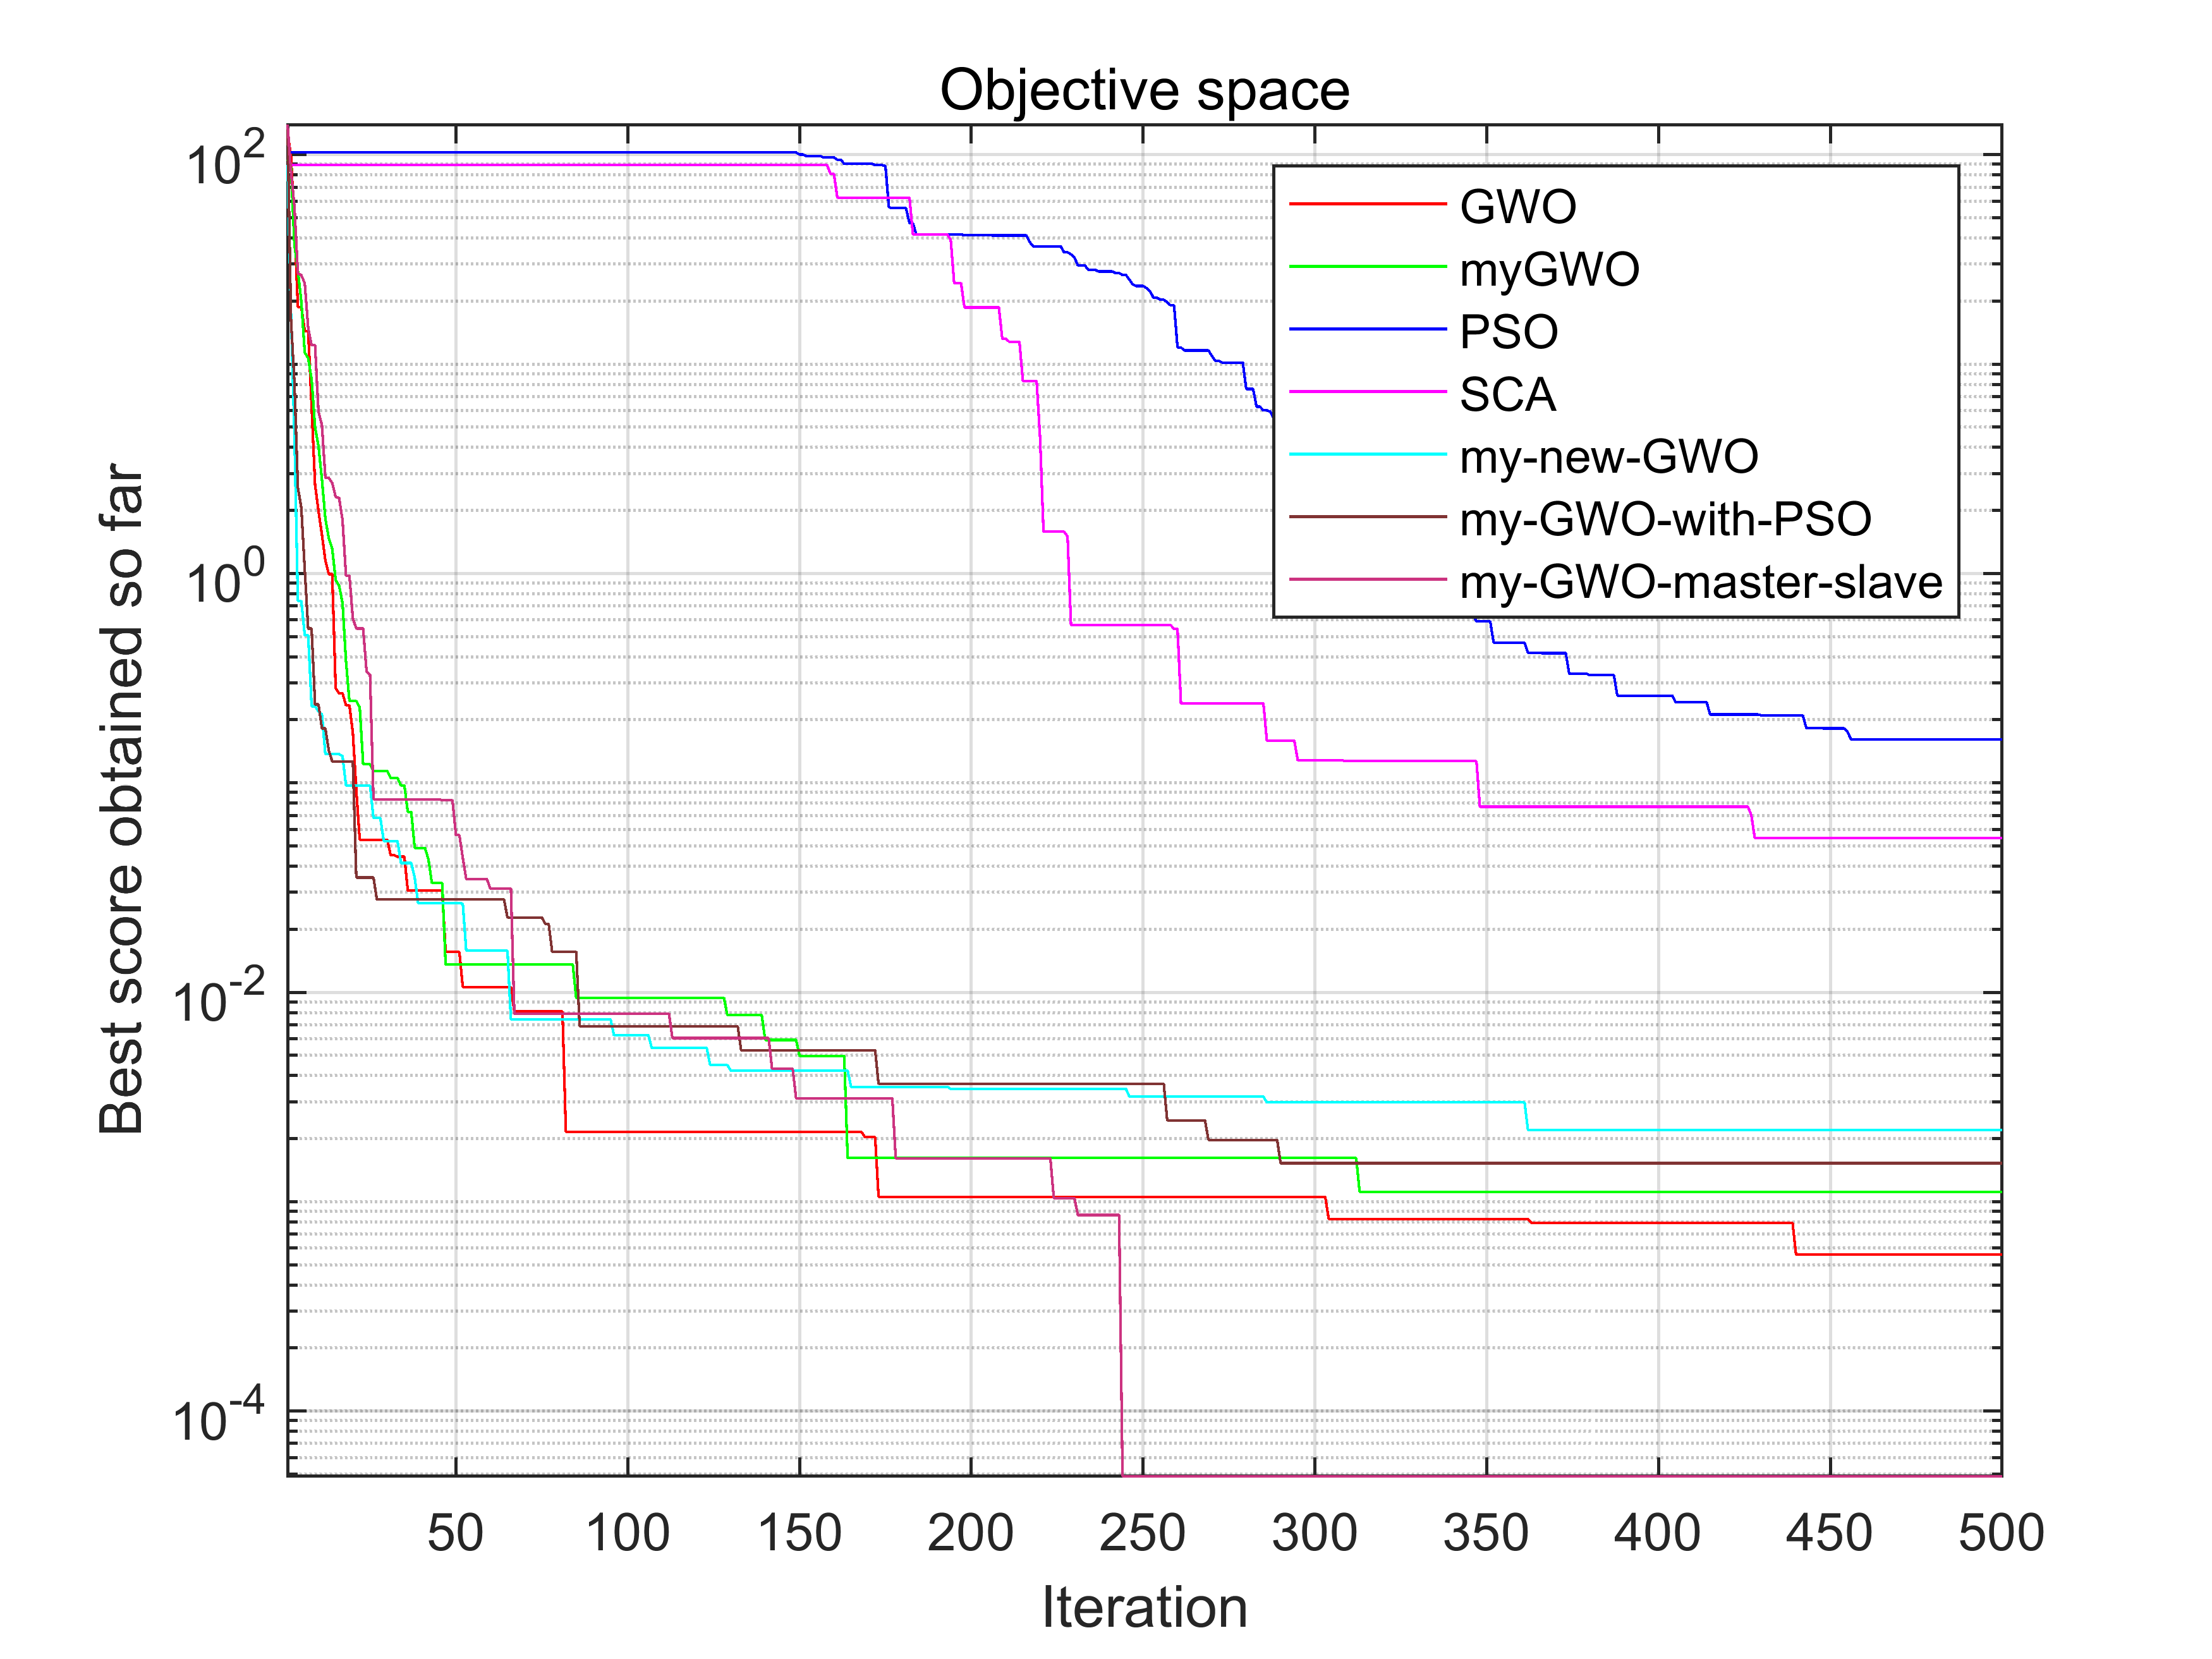 Objective space
10^2
10^0
10^-2
10^-4
Best score obtained so far
GWO
myGWO
PSO
SCA
my-new-GWO
my-GWO-with-PSO
my-GWO-master-slave
50 100 150 200 250 300 350 400 450 500
Iteration